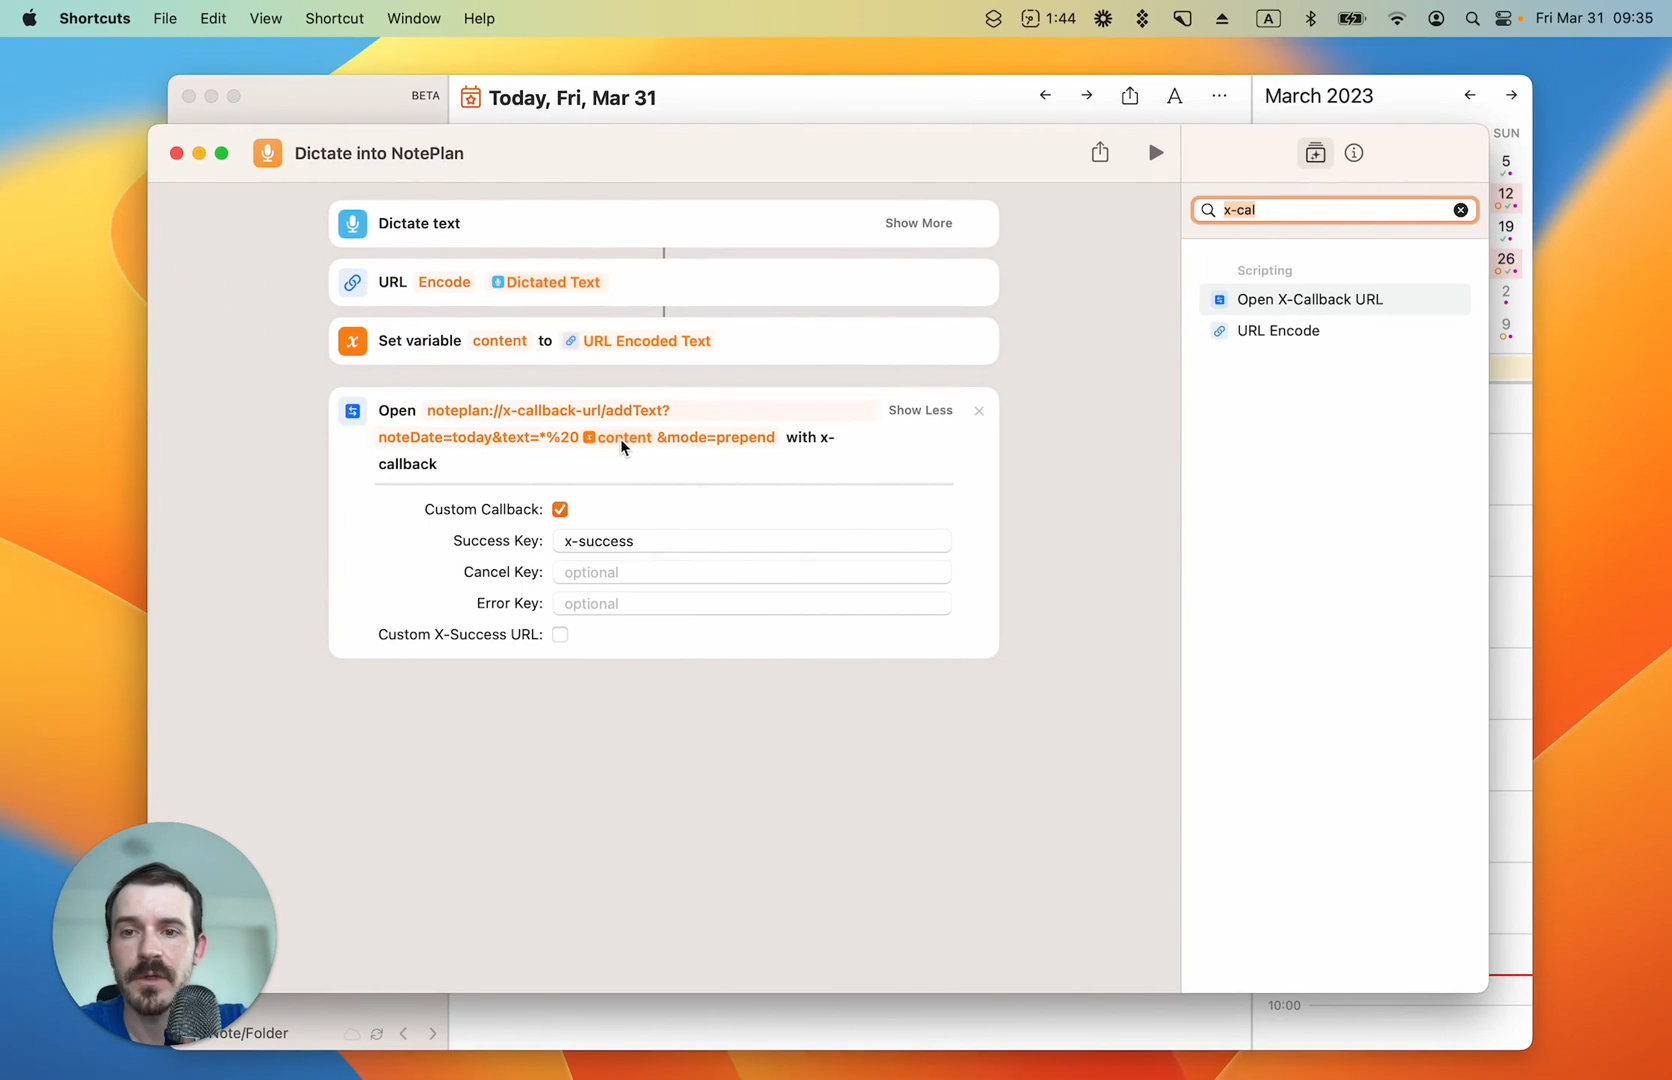 Shortcuts File Edit View Shortcut Window Help 1:44 A Fri Mar 31 09:35
BETA Today, Fri, Mar 31 A March 2023
SUN
Dictate into NotePlan
5
12
19
26
2
9
x-cal
Dictate text Show More
URL Encode Dictated Text
Set variable content to URL Encoded Text
Scripting
Open X-Callback URL
URL Encode
Open noteplan://x-callback-url/addText? Show Less
noteDate=today&text=*%20 content &mode=prepend with x-
callback
Custom Callback:
Success Key: x-success
Cancel Key: optional
Error Key: optional
Custom X-Success URL:
10:00
Note/Folder